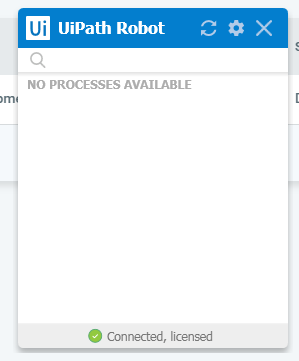 Ui UiPath Robot
NO PROCESSES AVAILABLE
Connected, licensed